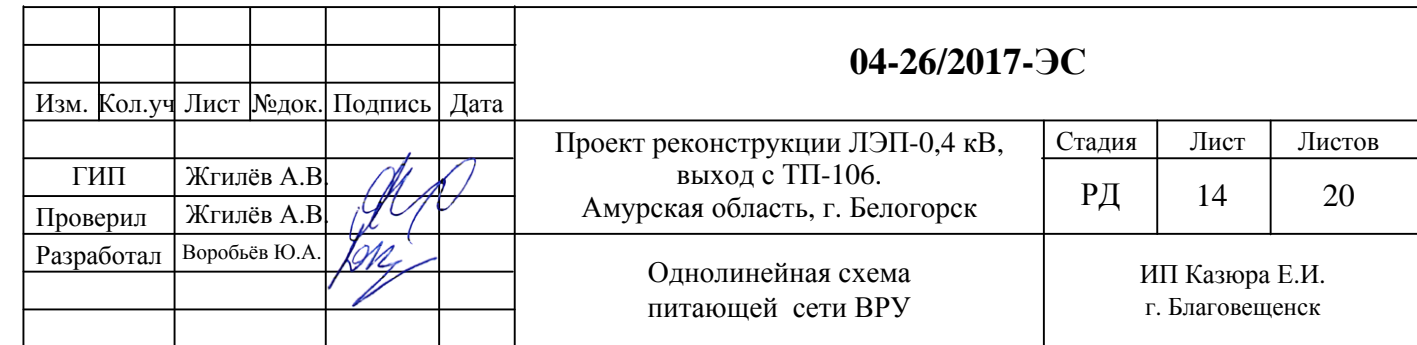 04-26/2017-ЭС
Изм. Кол.уч Лист №док. Подпись Дата
Проект реконструкции ЛЭП-0,4 кВ,
выход с ТП-106.
Амурская область, г. Белогорск
Стадия Лист Листов
РД 14 20
ГИП Жгилёв А.В.
Проверил Жгилёв А.В.
Разработал Воробьёв Ю.А.
Однолинейная схема
питающей сети ВРУ
ИП Казюра Е.И.
г. Благовещенск